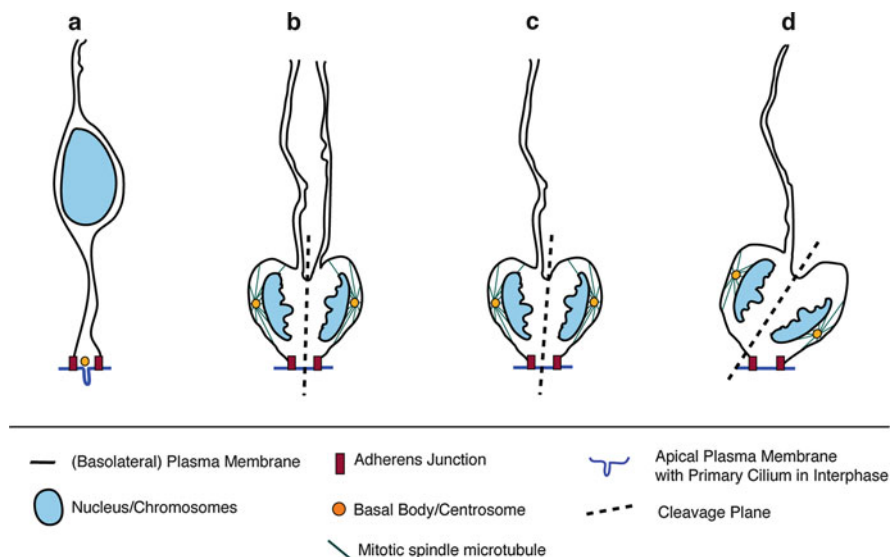 a b c d
(Basolateral) Plasma Membrane
Nucleus/Chromosomes
Adherens Junction
Basal Body/Centrosome
Mitotic spindle microtubule
Apical Plasma Membrane
with Primary Cilium in Interphase
Cleavage Plane